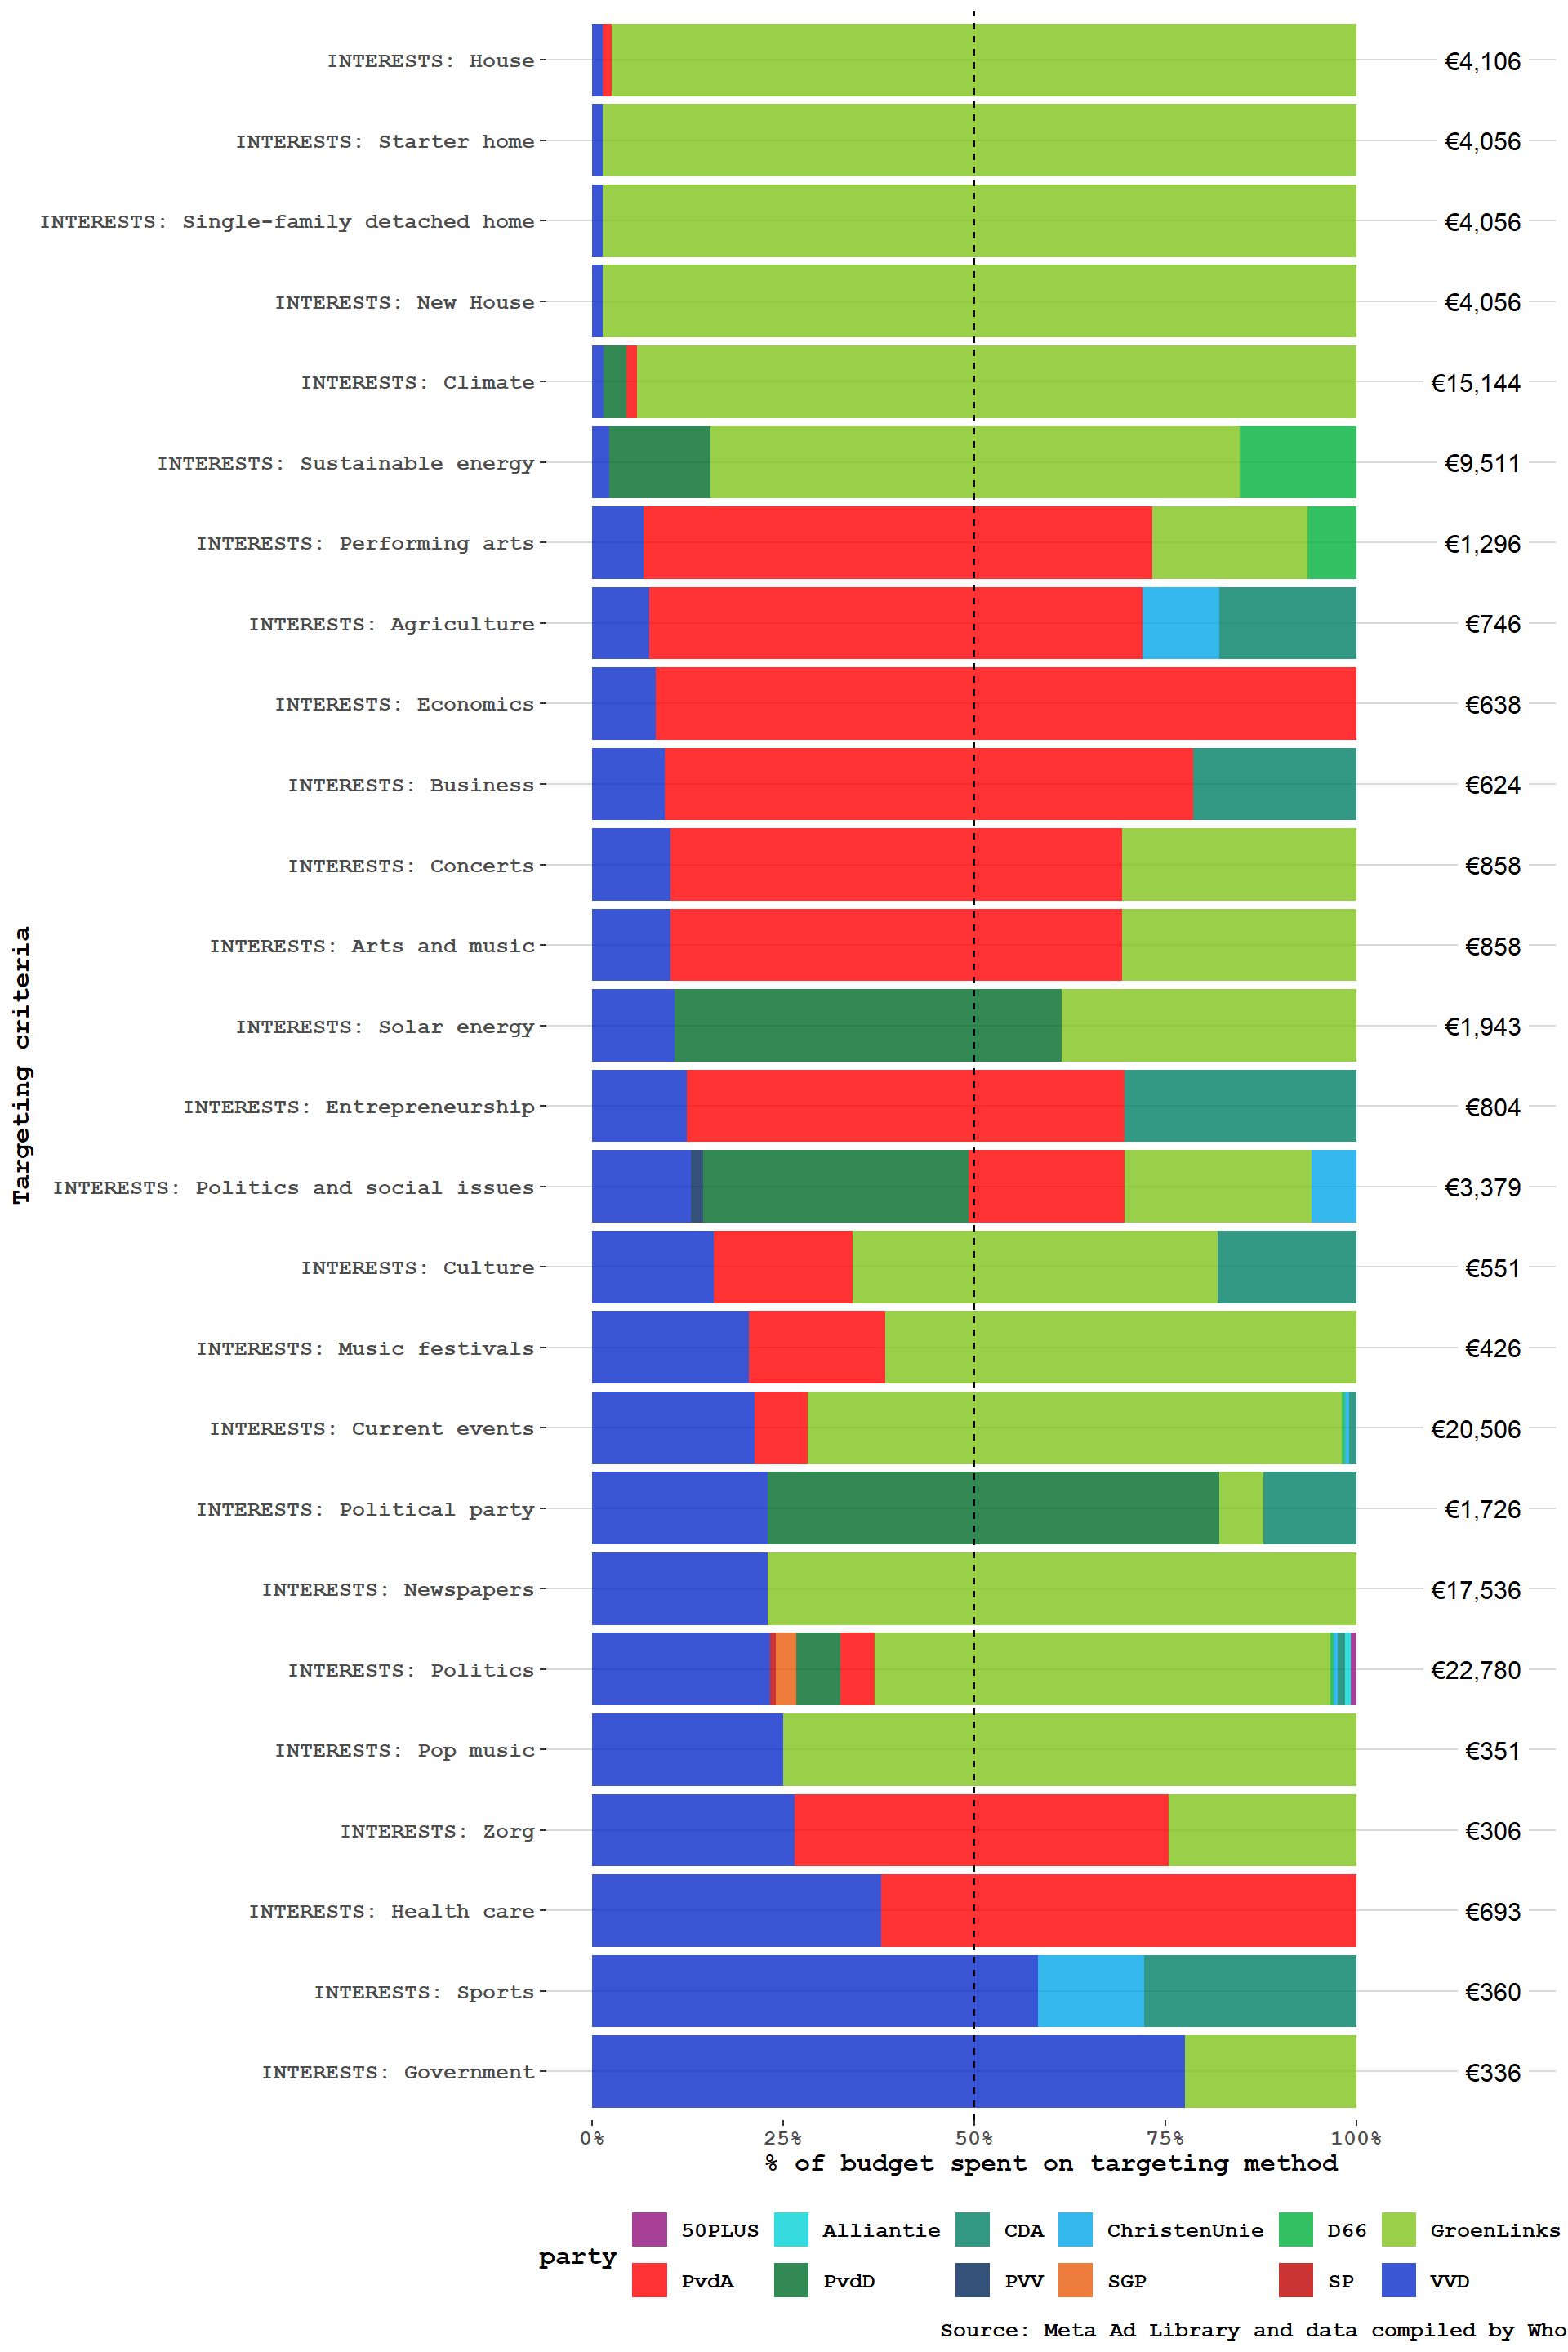 INTERESTS: House €4,106
INTERESTS: Starter home €4,056
INTERESTS: Single-family detached home €4,056
INTERESTS: New House €4,056
INTERESTS: Climate €15,144
INTERESTS: Sustainable energy €9,511
INTERESTS: Performing arts €1,296
INTERESTS: Agriculture €746
INTERESTS: Economics €638
INTERESTS: Business €624
INTERESTS: Concerts €858
INTERESTS: Arts and music €858
INTERESTS: Solar energy €1,943
INTERESTS: Entrepreneurship €804
INTERESTS: Politics and social issues €3,379
INTERESTS: Culture €551
INTERESTS: Music festivals €426
INTERESTS: Current events €20,506
INTERESTS: Political party €1,726
INTERESTS: Newspapers €17,536
INTERESTS: Politics €22,780
INTERESTS: Pop music €351
INTERESTS: Zorg €306
INTERESTS: Health care €693
INTERESTS: Sports €360
INTERESTS: Government €336
Targeting criteria
0% 25% 50% 75% 100%
% of budget spent on targeting method
party
50PLUS Alliantie CDA ChristenUnie D66 GroenLinks
PvdA PvdD PVV SGP SP VVD
Source: Meta Ad Library and data compiled by Who